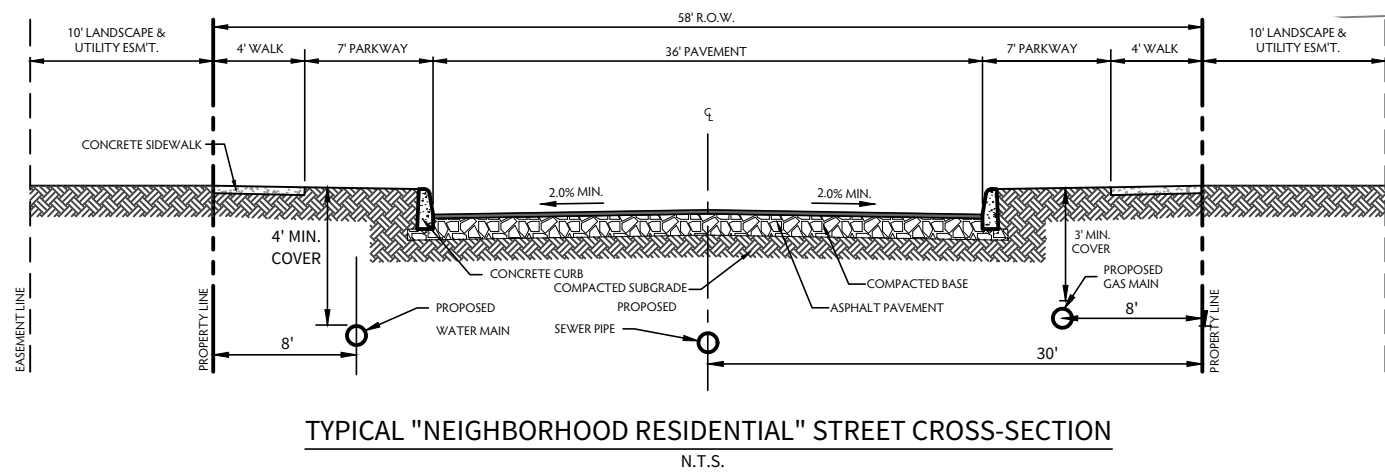 58' R.O.W.
10' LANDSCAPE &
UTILITY ESM'T.
4' WALK
7' PARKWAY
36' PAVEMENT
7' PARKWAY
4' WALK
10' LANDSCAPE &
UTILITY ESM'T.
℄
CONCRETE SIDEWALK
2.0% MIN.
2.0% MIN.
4' MIN.
COVER
3' MIN.
COVER
CONCRETE CURB
COMPACTED SUBGRADE
COMPACTED BASE
PROPOSED
GAS MAIN
PROPOSED
WATER MAIN
PROPOSED
SEWER PIPE
ASPHALT PAVEMENT
8'
8'
30'
EASEMENT LINE
PROPERTY LINE
PROPERTY LINE
TYPICAL "NEIGHBORHOOD RESIDENTIAL" STREET CROSS-SECTION
N.T.S.